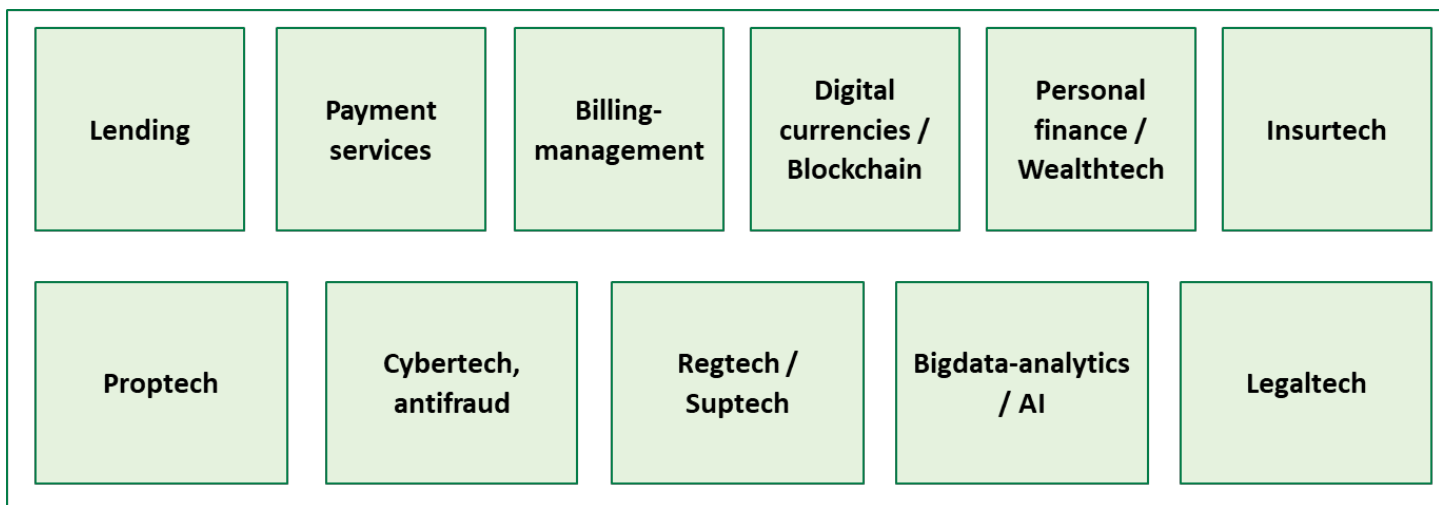 Lending
Payment
services
Billing-
management
Digital
currencies /
Blockchain
Personal
finance /
Wealthtech
Insurtech
Proptech
Cybertech,
antifraud
Regtech /
Suptech
Bigdata-analytics
/ AI
Legaltech